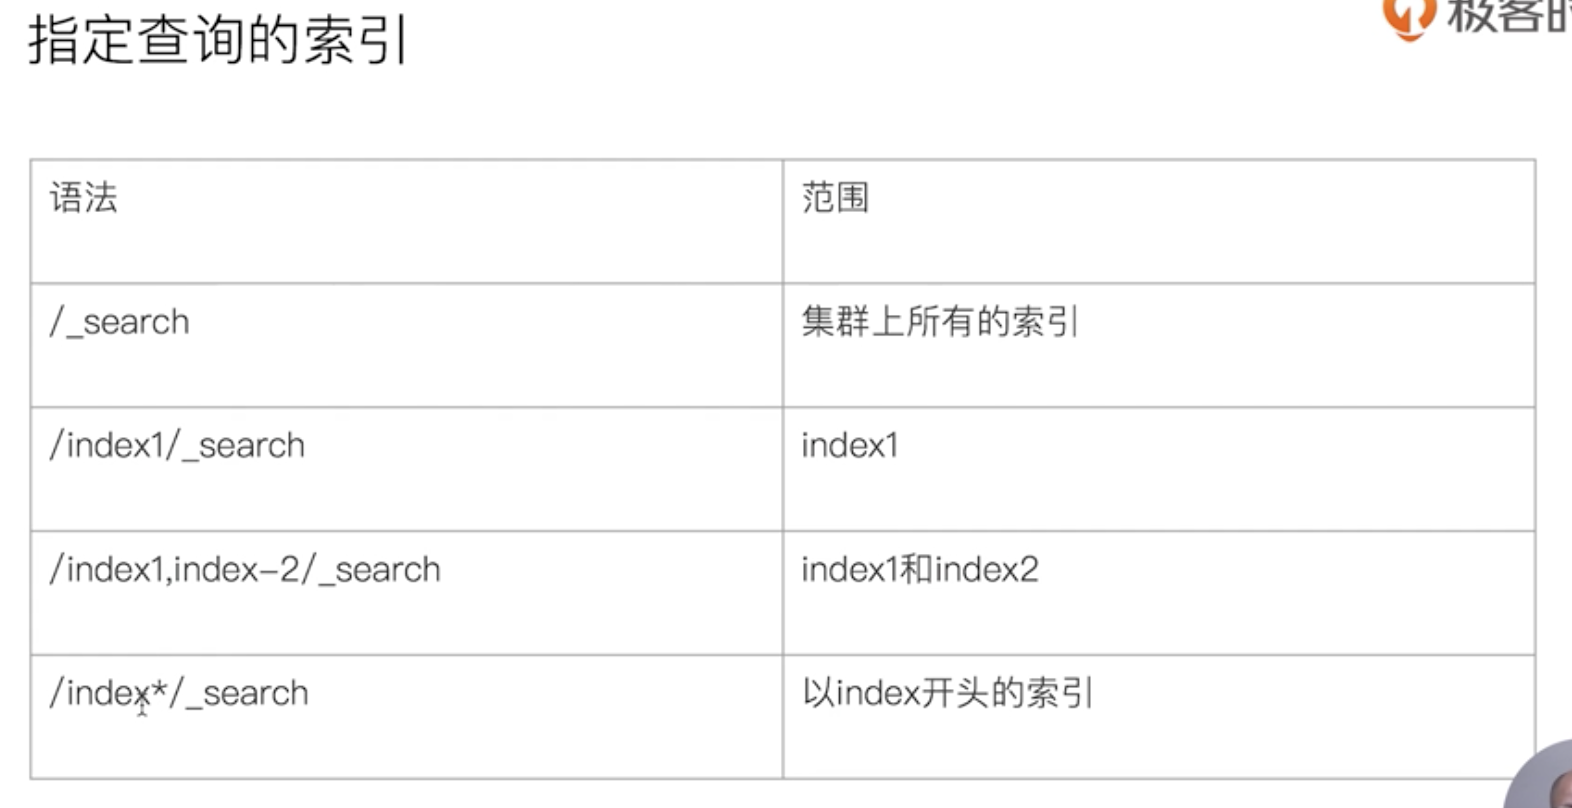 指定查询的索引
极客时
语法
范围
/_search
集群上所有的索引
/index1/_search
index1
/index1,index-2/_search
index1和index2
/index*/_search
以index开头的索引